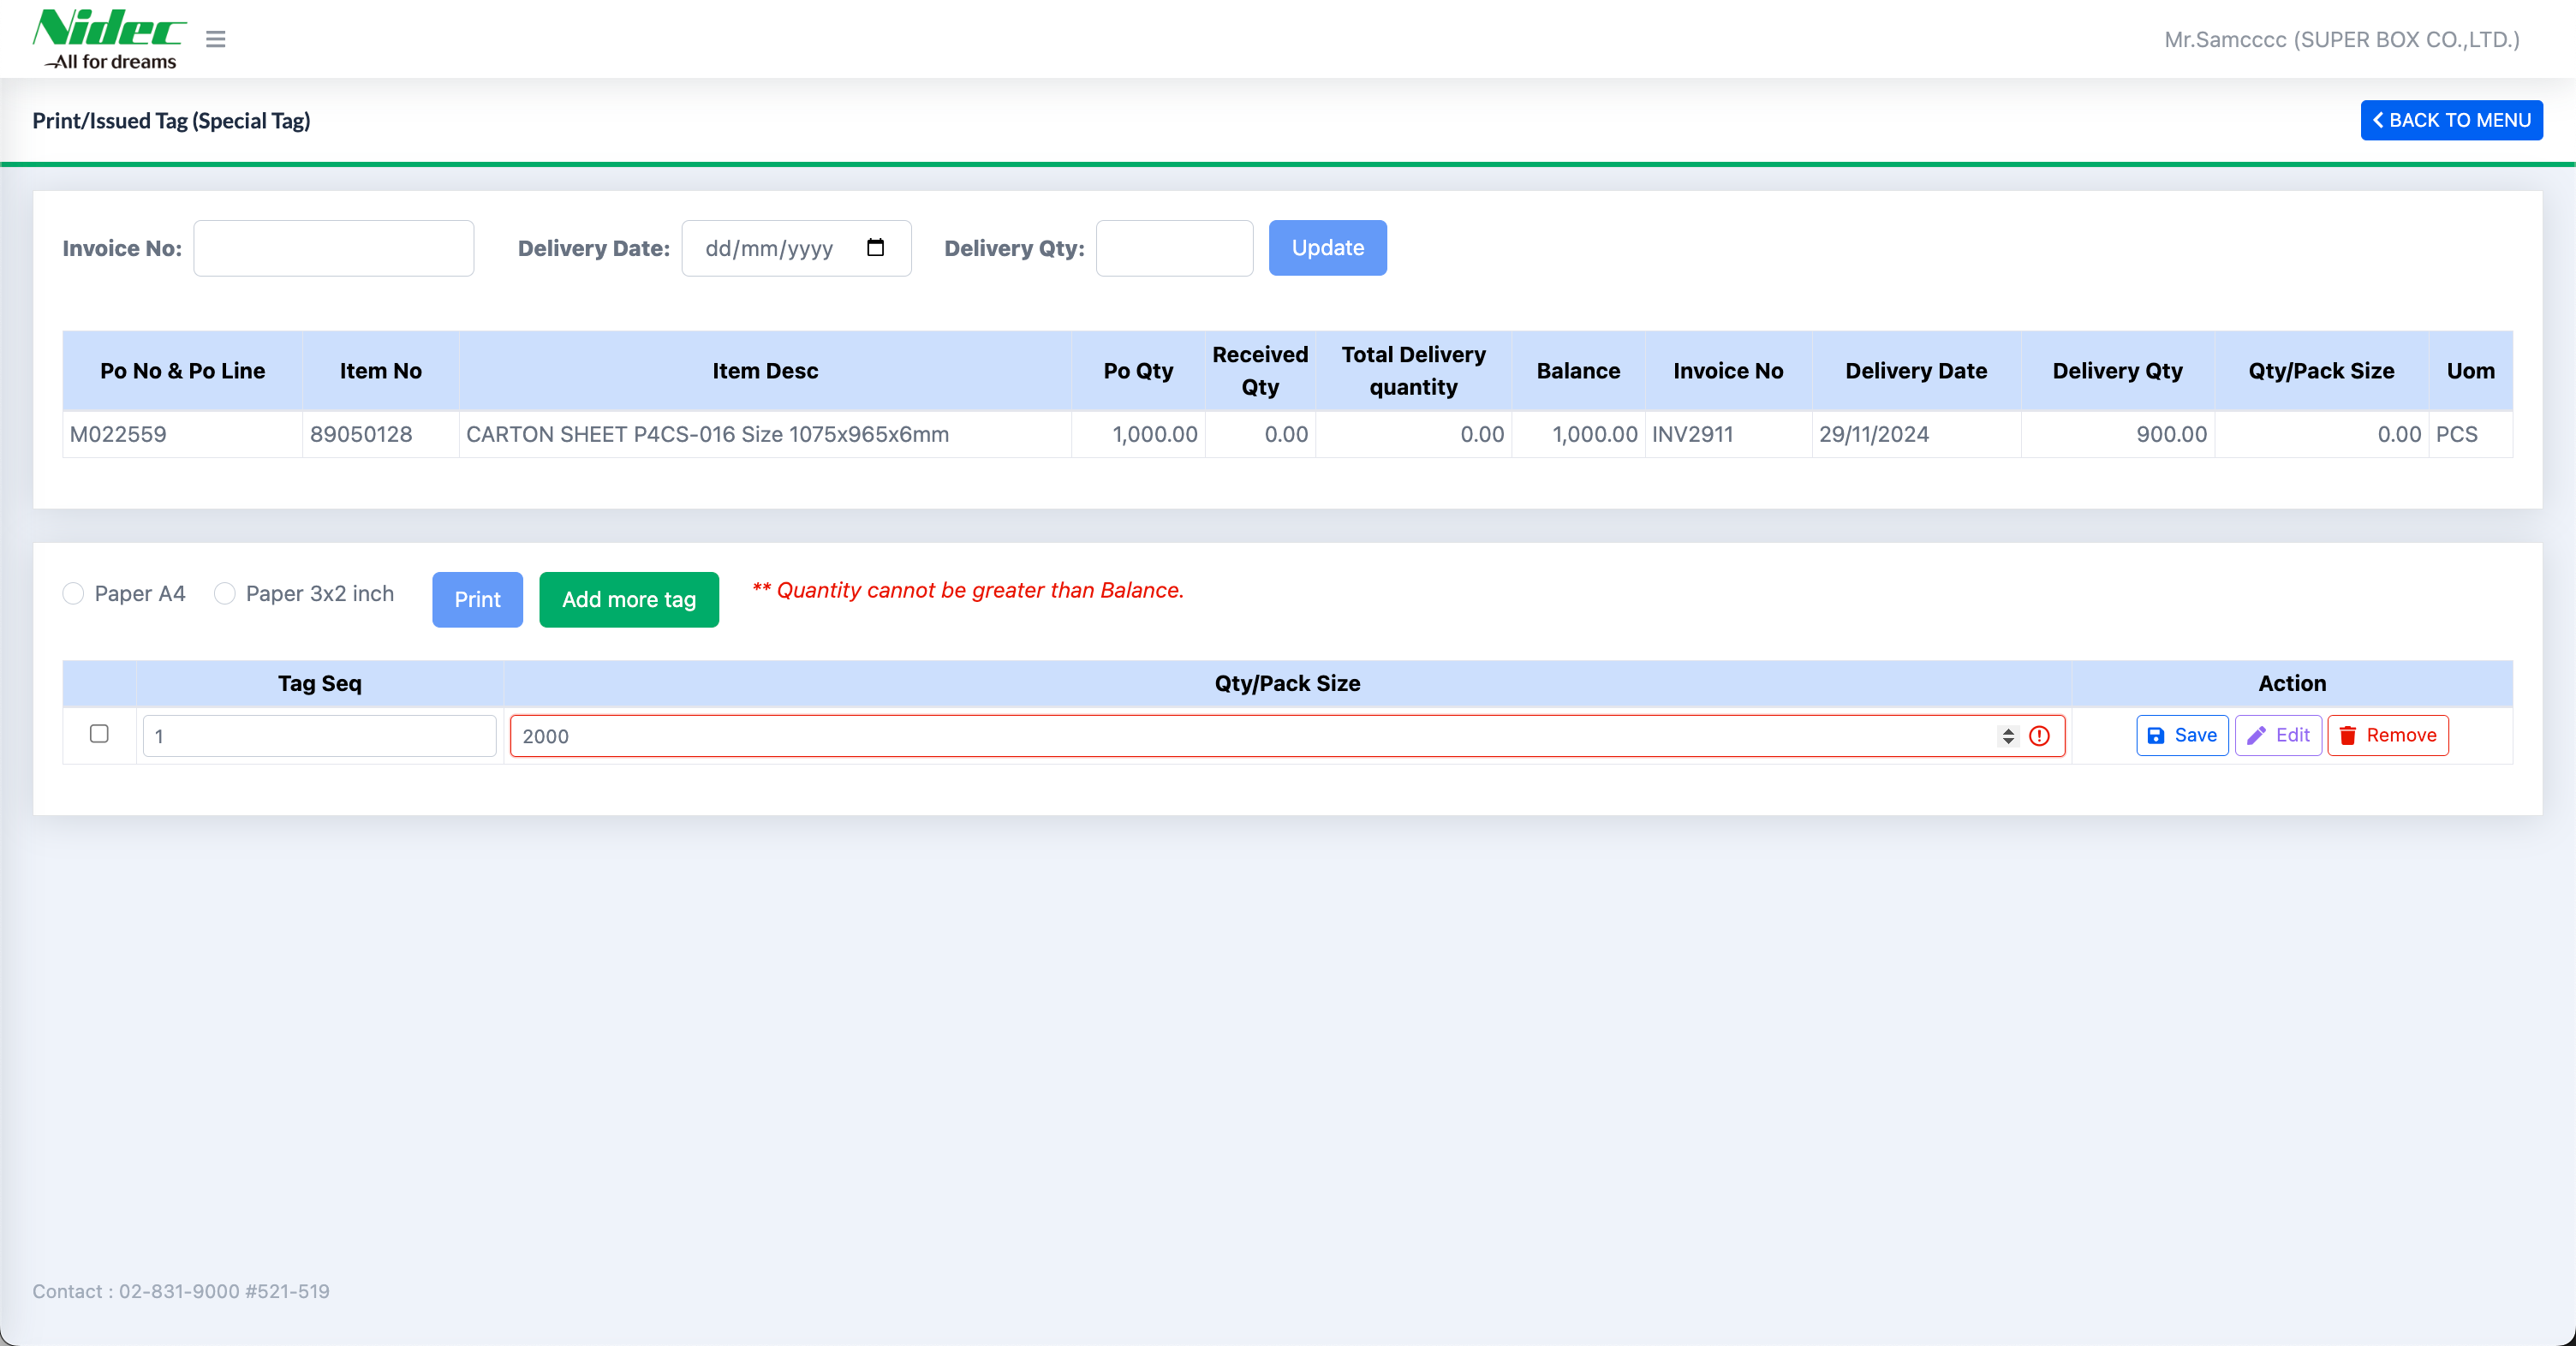 Nidec
All for dreams
Mr.Samcccc (SUPER BOX CO.,LTD.)
Print/Issued Tag (Special Tag)
BACK TO MENU
Invoice No:
Delivery Date: dd/mm/yyyy
Delivery Qty:
Update
Po No & Po Line Item No Item Desc Po Qty Received Qty Total Delivery quantity Balance Invoice No Delivery Date Delivery Qty Qty/Pack Size Uom
M022559 89050128 CARTON SHEET P4CS-016 Size 1075x965x6mm 1,000.00 0.00 0.00 1,000.00 INV2911 29/11/2024 900.00 0.00 PCS
Paper A4 Paper 3x2 inch Print Add more tag ** Quantity cannot be greater than Balance.
Tag Seq Qty/Pack Size Action
1 2000 Save Edit Remove
Contact : 02-831-9000 #521-519